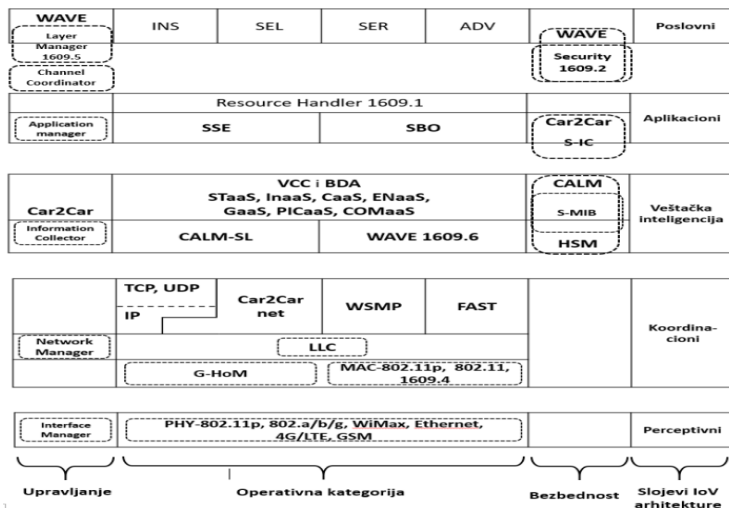 WAVE
Layer
Manager
1609.5
Channel
Coordinator
INS
SEL
SER
ADV
WAVE
Security
1609.2
Poslovni
Resource Handler 1609.1
Application
manager
SSE
SBO
Car2Car
S-IC
Aplikacioni
Car2Car
Information
Collector
VCC i BDA
STaaS, InaaS, CaaS, ENaaS,
GaaS, PICaaS, COMaaS
CALM-SL
WAVE 1609.6
CALM
S-MIB
HSM
Veštačka
inteligencija
TCP, UDP
IP
Car2Car
net
WSMP
FAST
Network
Manager
LLC
G-HoM
MAC-802.11p, 802.11,
1609.4
Koordina-
cioni
Interface
Manager
PHY-802.11p, 802.a/b/g, WiMax, Ethernet,
4G/LTE, GSM
Perceptivni
Upravljanje
Operativna kategorija
Bezbednost
Slojevi IoV
arhitekture